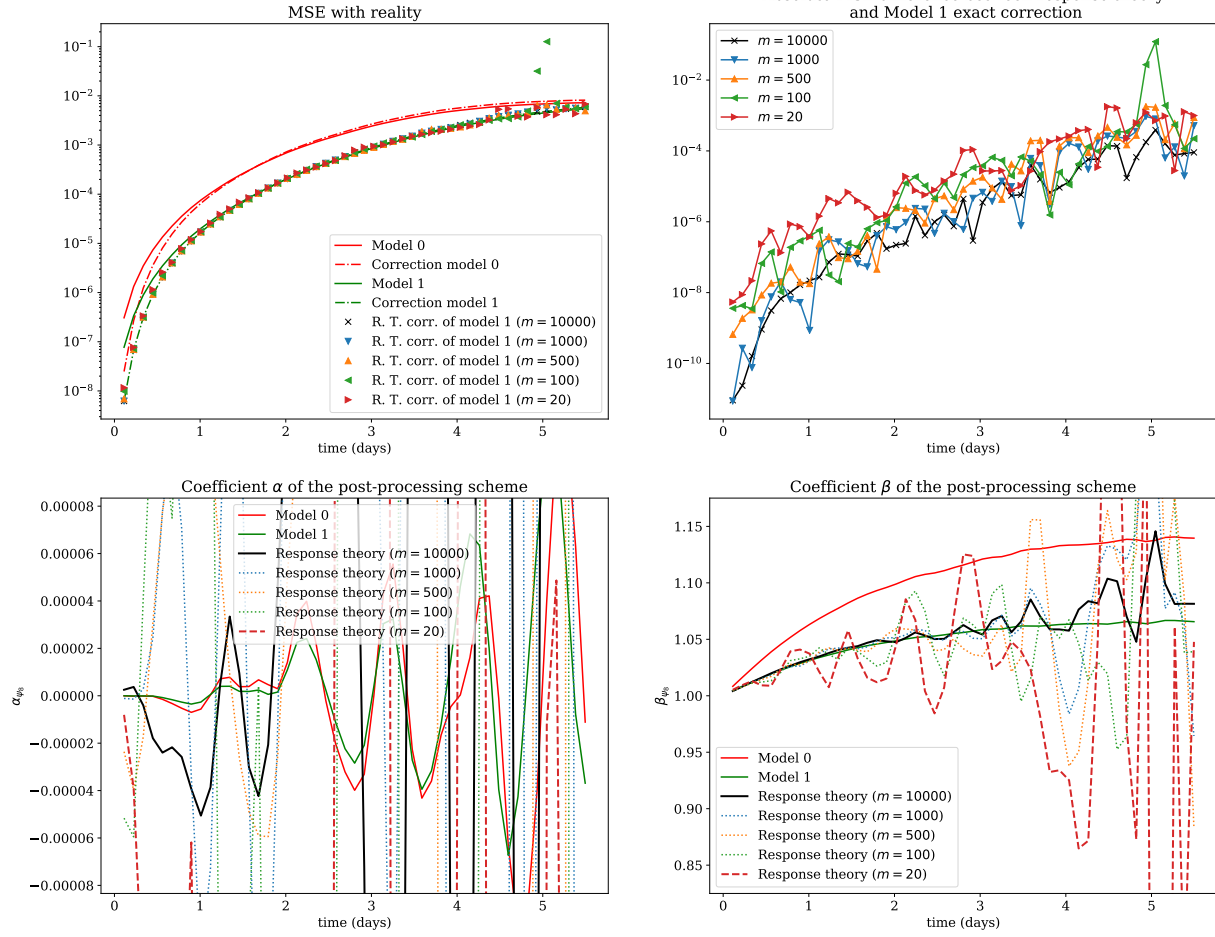 MSE with reality
and Model 1 exact correction
10⁻¹
10⁻²
10⁻³
10⁻⁴
10⁻⁵
10⁻⁶
10⁻⁷
10⁻⁸
Model 0
Correction model 0
Model 1
Correction model 1
R. T. corr. of model 1 (m = 10000)
R. T. corr. of model 1 (m = 1000)
R. T. corr. of model 1 (m = 500)
R. T. corr. of model 1 (m = 100)
R. T. corr. of model 1 (m = 20)
0 1 2 3 4 5
time (days)
m = 10000
m = 1000
m = 500
m = 100
m = 20
10⁻²
10⁻⁴
10⁻⁶
10⁻⁸
10⁻¹⁰
0 1 2 3 4 5
time (days)
Coefficient α of the post-processing scheme
0.00008
0.00006
0.00004
0.00002
0.00000
−0.00002
−0.00004
−0.00006
−0.00008
Model 0
Model 1
Response theory (m = 10000)
Response theory (m = 1000)
Response theory (m = 500)
Response theory (m = 100)
Response theory (m = 20)
0 1 2 3 4 5
time (days)
Coefficient β of the post-processing scheme
1.15
1.10
1.05
1.00
0.95
0.90
0.85
Model 0
Model 1
Response theory (m = 10000)
Response theory (m = 1000)
Response theory (m = 500)
Response theory (m = 100)
Response theory (m = 20)
0 1 2 3 4 5
time (days)